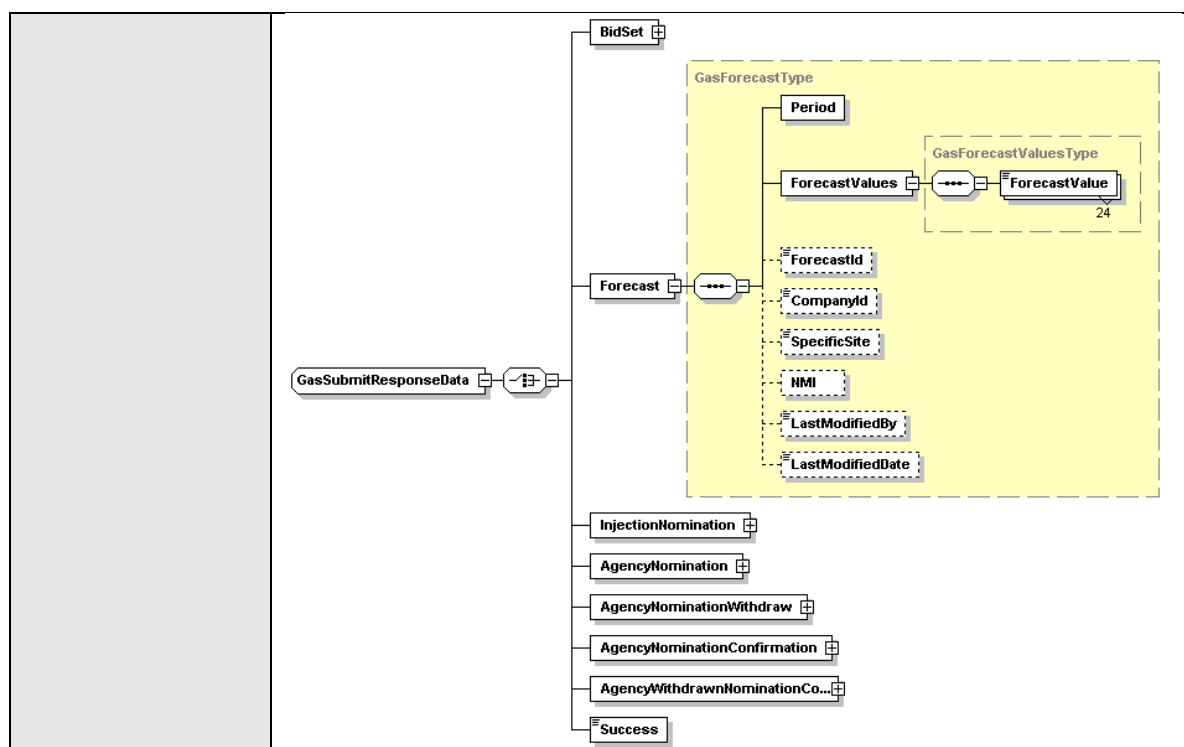 BidSet
GasForecastType
Period
GasForecastValuesType
ForecastValues
ForecastValue
24
ForecastId
Forecast
CompanyId
SpecificSite
GasSubmitResponseData
NMI
LastModifiedBy
LastModifiedDate
InjectionNomination
AgencyNomination
AgencyNominationWithdraw
AgencyNominationConfirmation
AgencyWithdrawnNominationCo...
Success